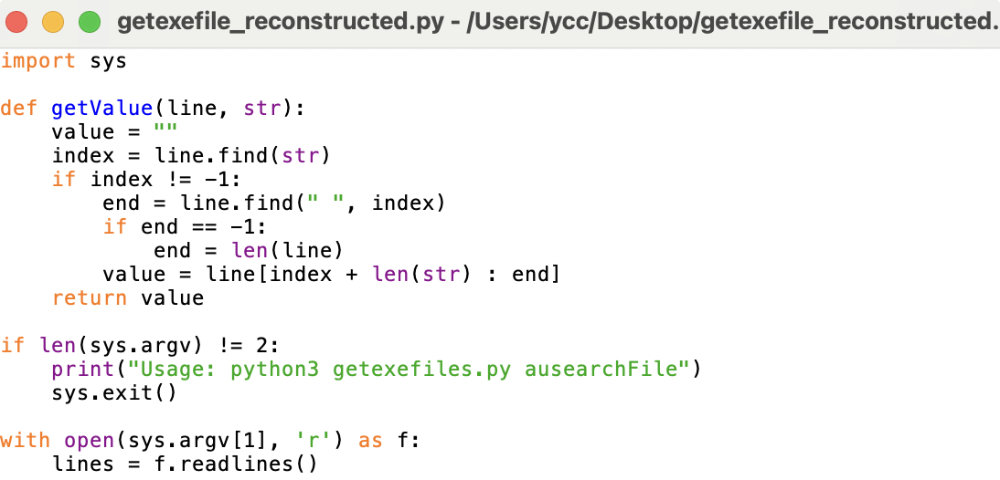 getexefile_reconstructed.py - /Users/ycc/Desktop/getexefile_reconstructed.
import sys

def getValue(line, str):
    value = ""
    index = line.find(str)
    if index != -1:
        end = line.find(" ", index)
        if end == -1:
            end = len(line)
        value = line[index + len(str) : end]
    return value

if len(sys.argv) != 2:
    print("Usage: python3 getexefiles.py ausearchFile")
    sys.exit()

with open(sys.argv[1], 'r') as f:
    lines = f.readlines()